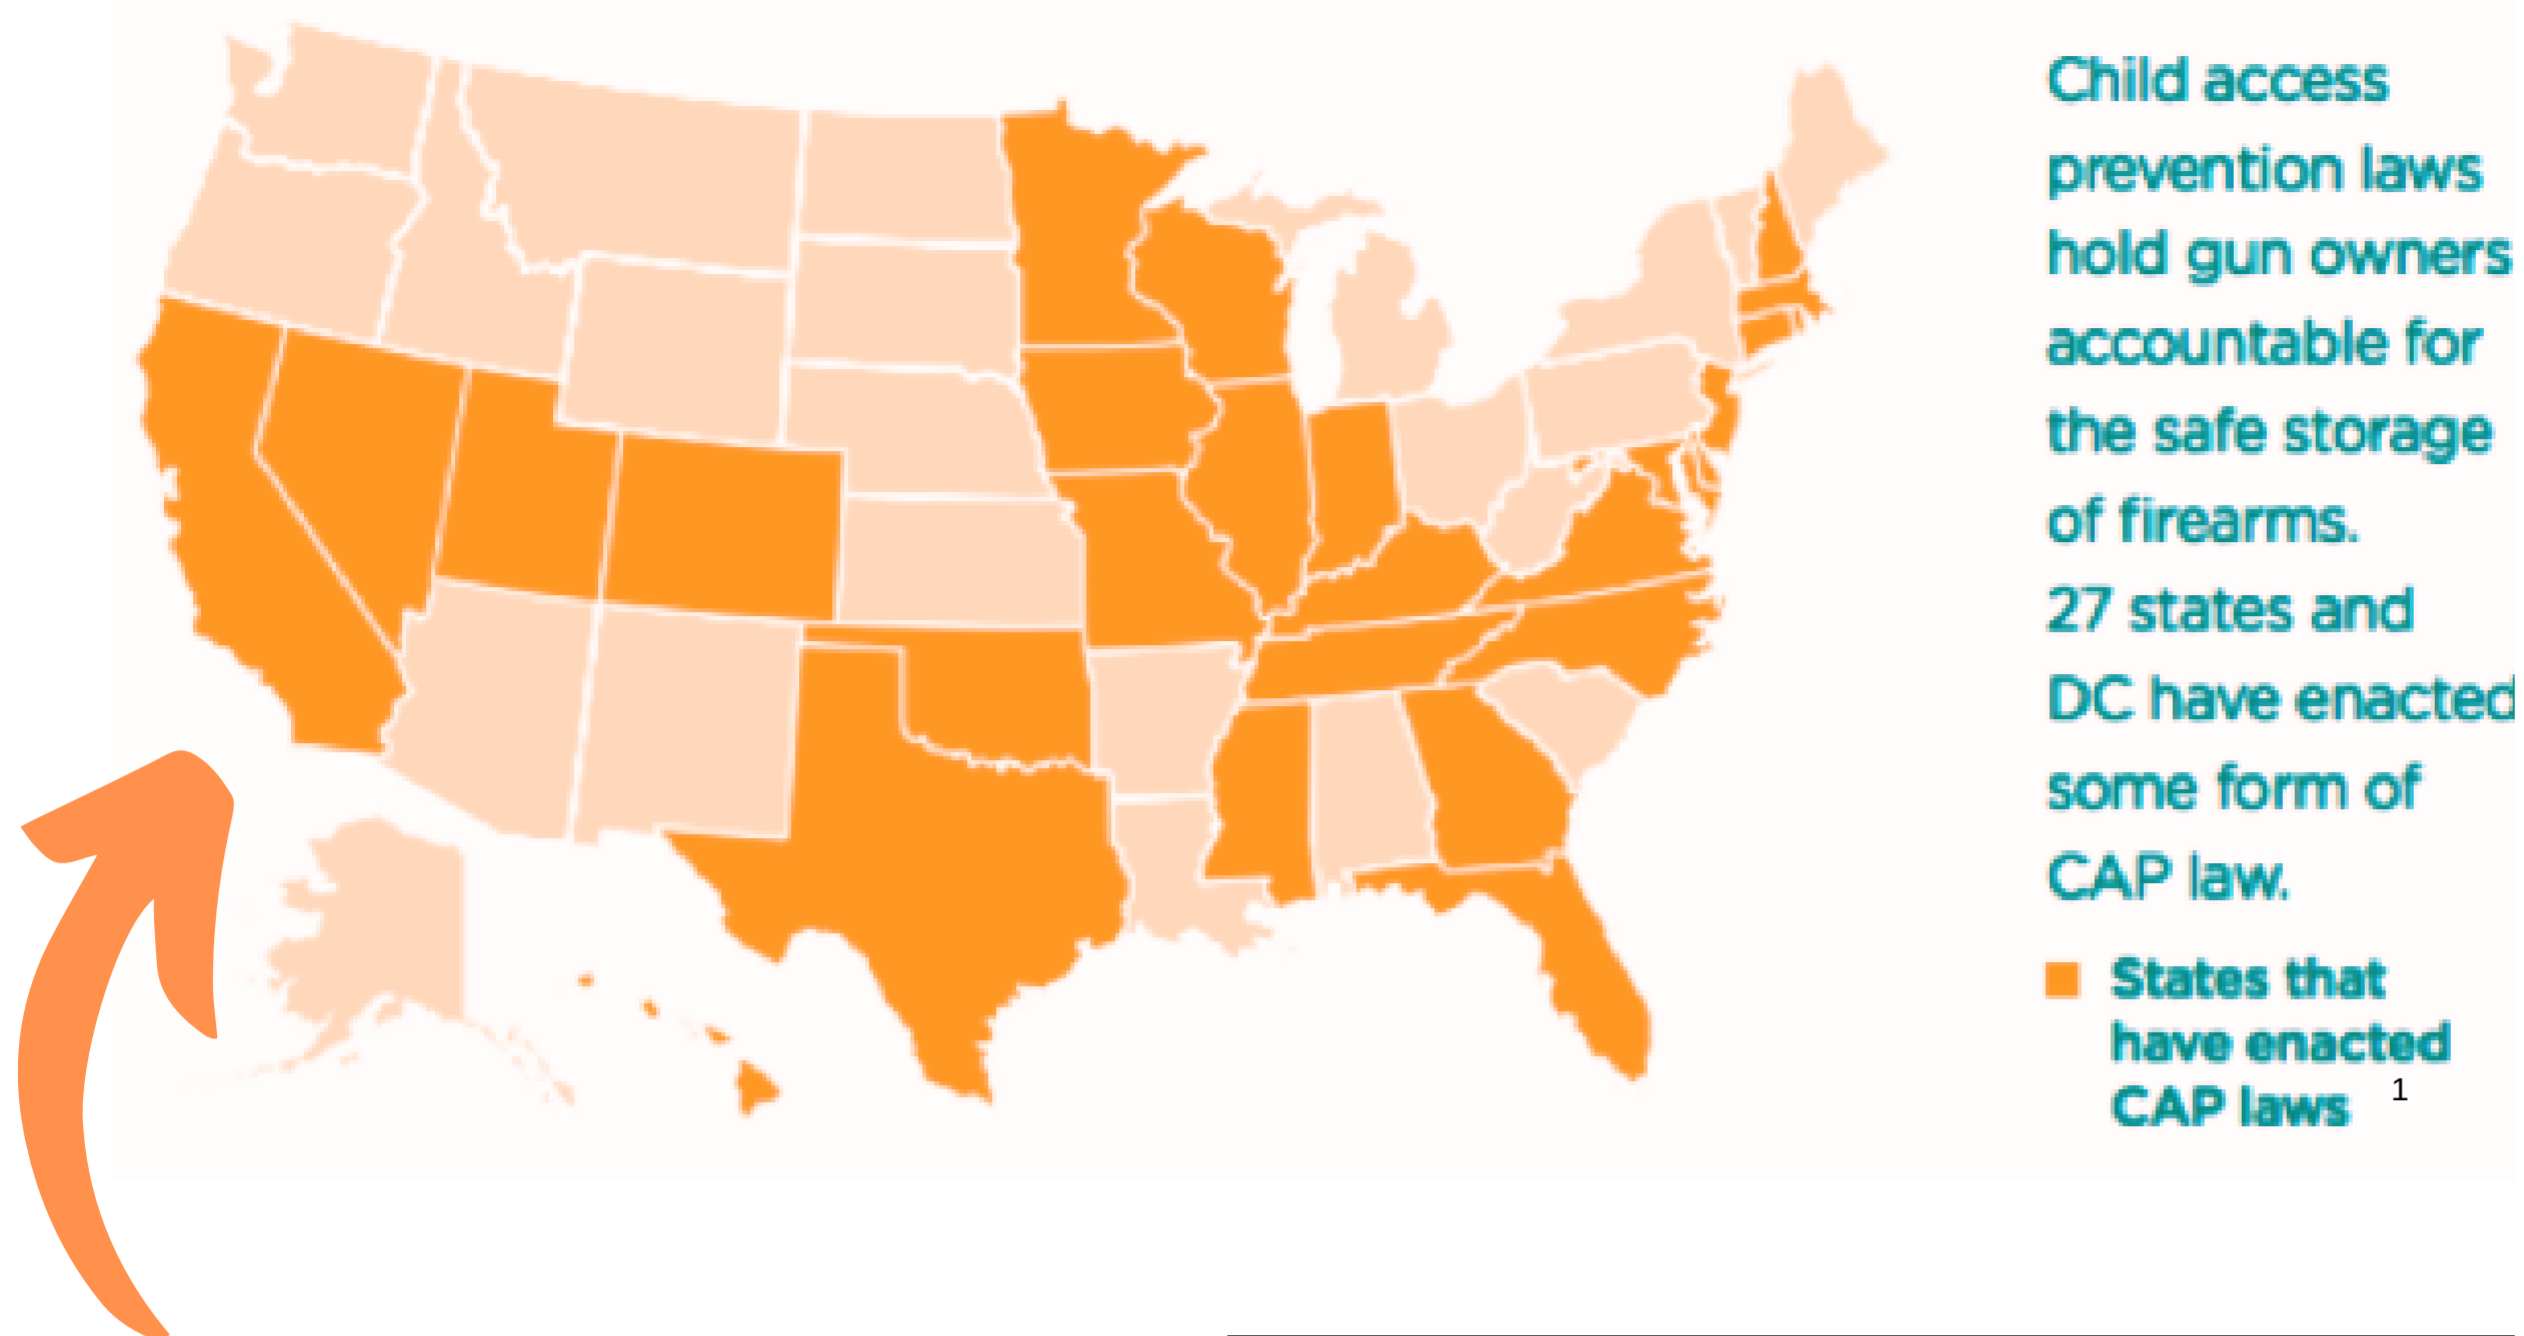 Child access
prevention laws
hold gun owners
accountable for
the safe storage
of firearms.
27 states and
DC have enacted
some form of
CAP law.
States that
have enacted
CAP laws 1